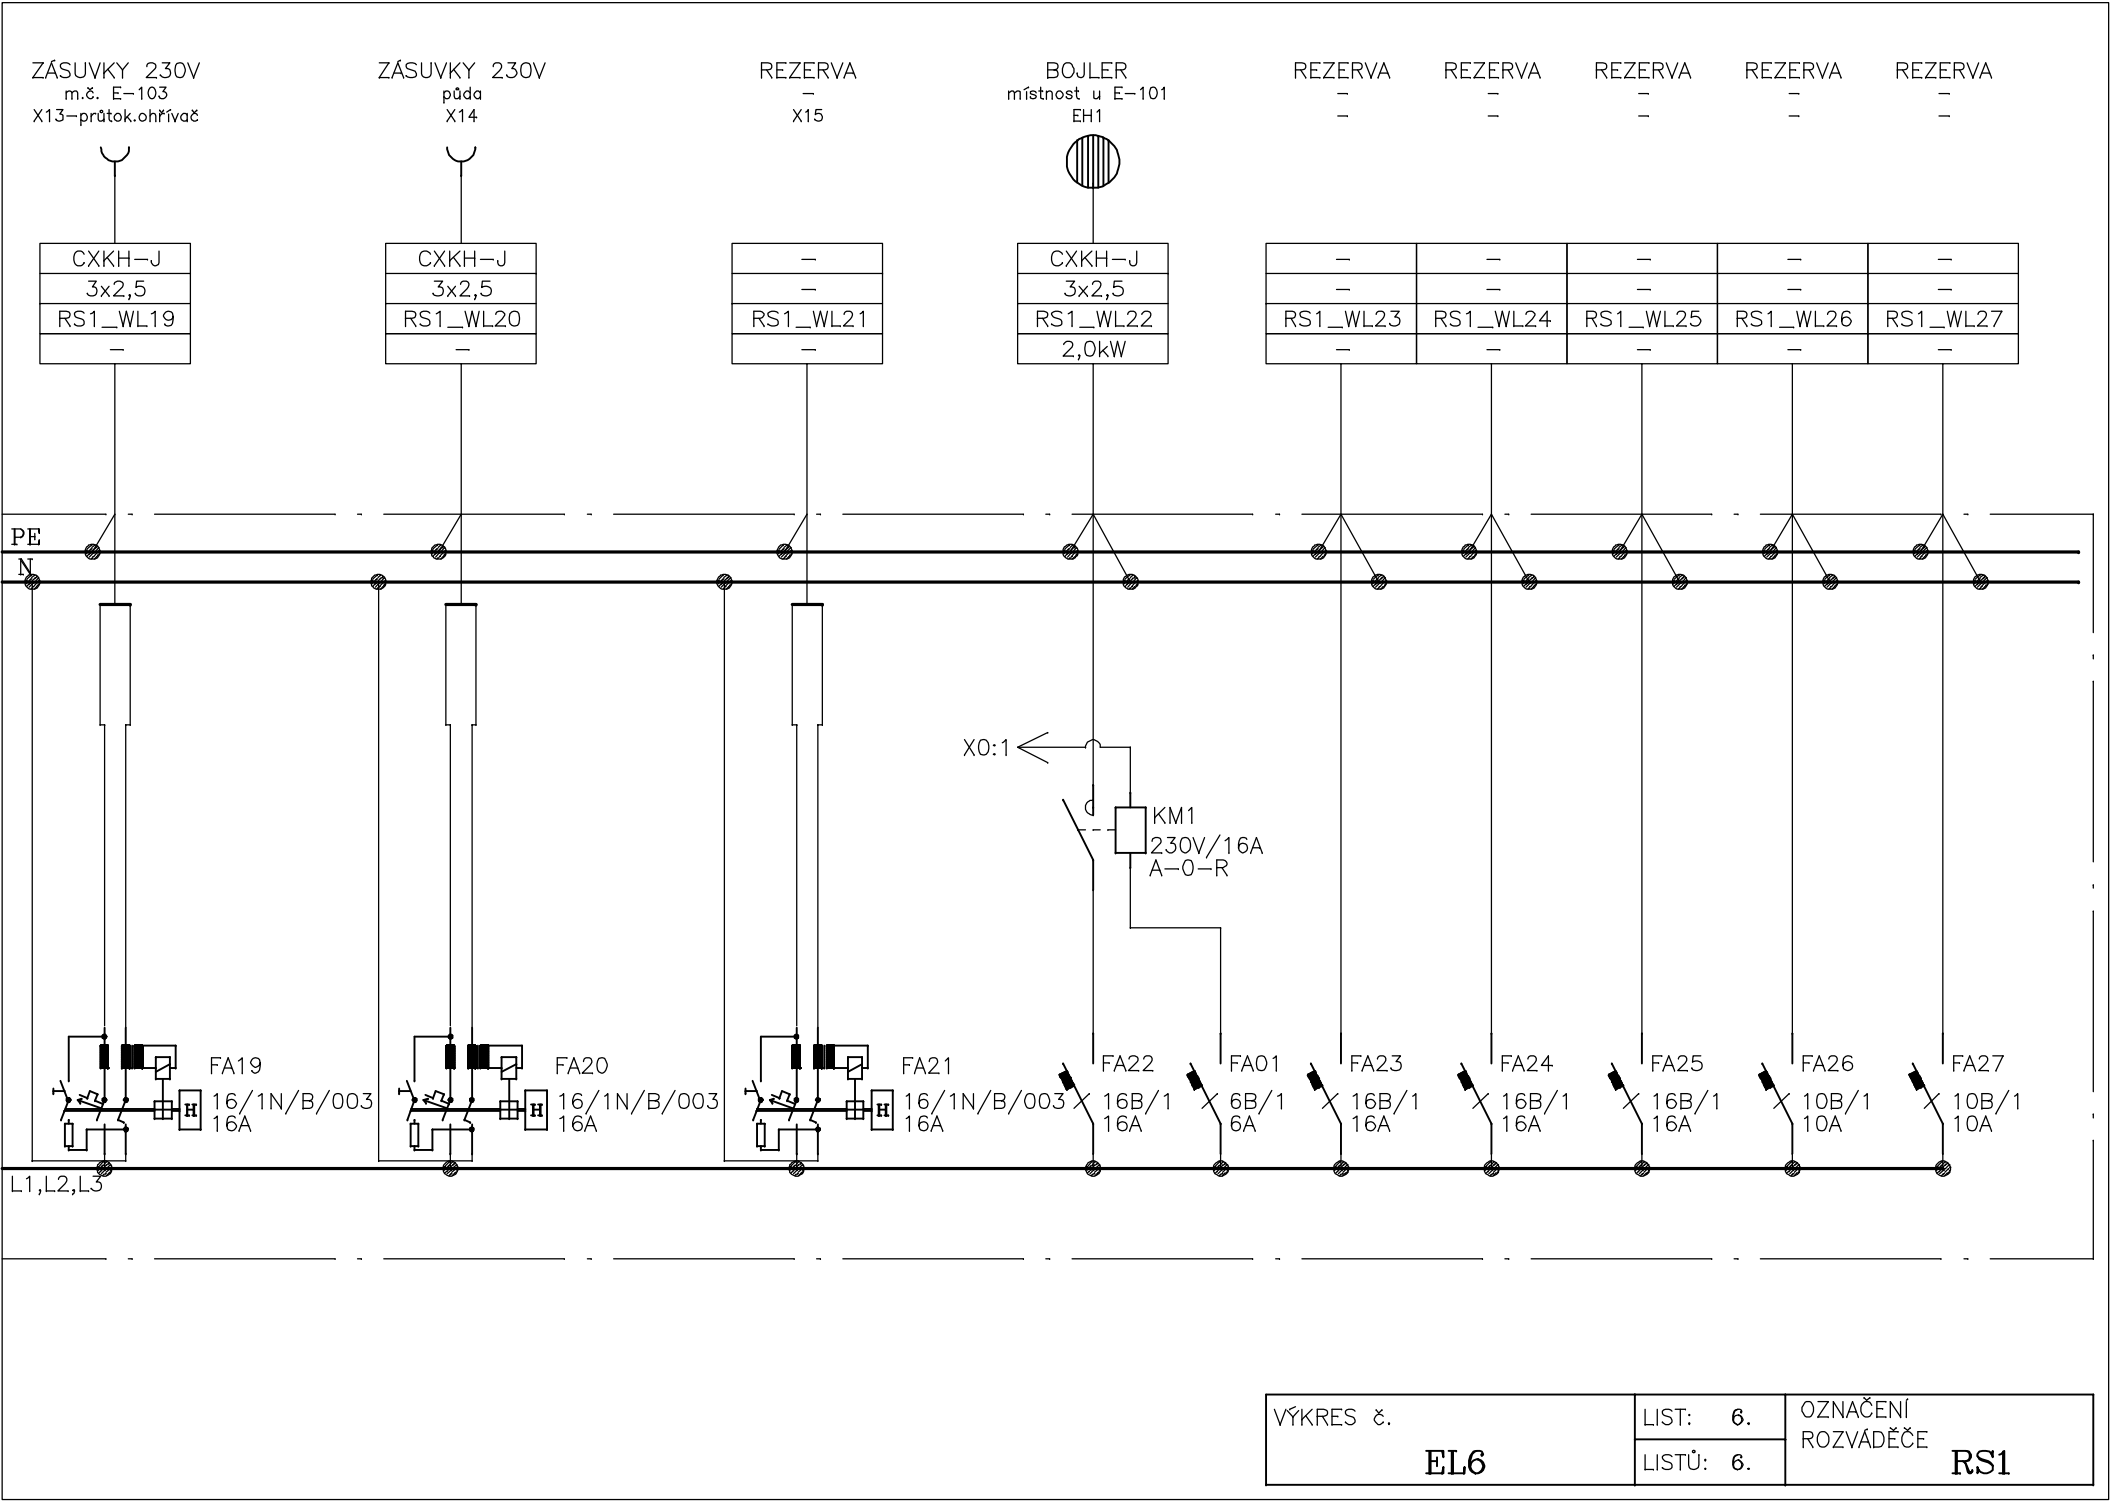 ZÁSUVKY 230V
m.č. E-103
X13-průtok.ohřívač
ZÁSUVKY 230V
půda
X14
REZERVA
-
X15
BOJLER
místnost u E-101
EH1
REZERVA
-
-
REZERVA
-
-
REZERVA
-
-
REZERVA
-
-
REZERVA
-
-
CXKH-J
3x2,5
RS1_WL19
-
CXKH-J
3x2,5
RS1_WL20
-
-
-
RS1_WL21
-
CXKH-J
3x2,5
RS1_WL22
2,0kW
-
-
RS1_WL23
-
-
-
RS1_WL24
-
-
-
RS1_WL25
-
-
-
RS1_WL26
-
-
-
RS1_WL27
-
PE
N
X0:1
KM1
230V/16A
A-0-R
H
FA19
16/1N/B/003
16A
H
FA20
16/1N/B/003
16A
H
FA21
16/1N/B/003
16A
FA22
16B/1
16A
FA01
6B/1
6A
FA23
16B/1
16A
FA24
16B/1
16A
FA25
16B/1
16A
FA26
10B/1
10A
FA27
10B/1
10A
L1,L2,L3
VÝKRES č.
EL6
LIST: 6.
LISTŮ: 6.
OZNAČENÍ
ROZVÁDĚČE
RS1